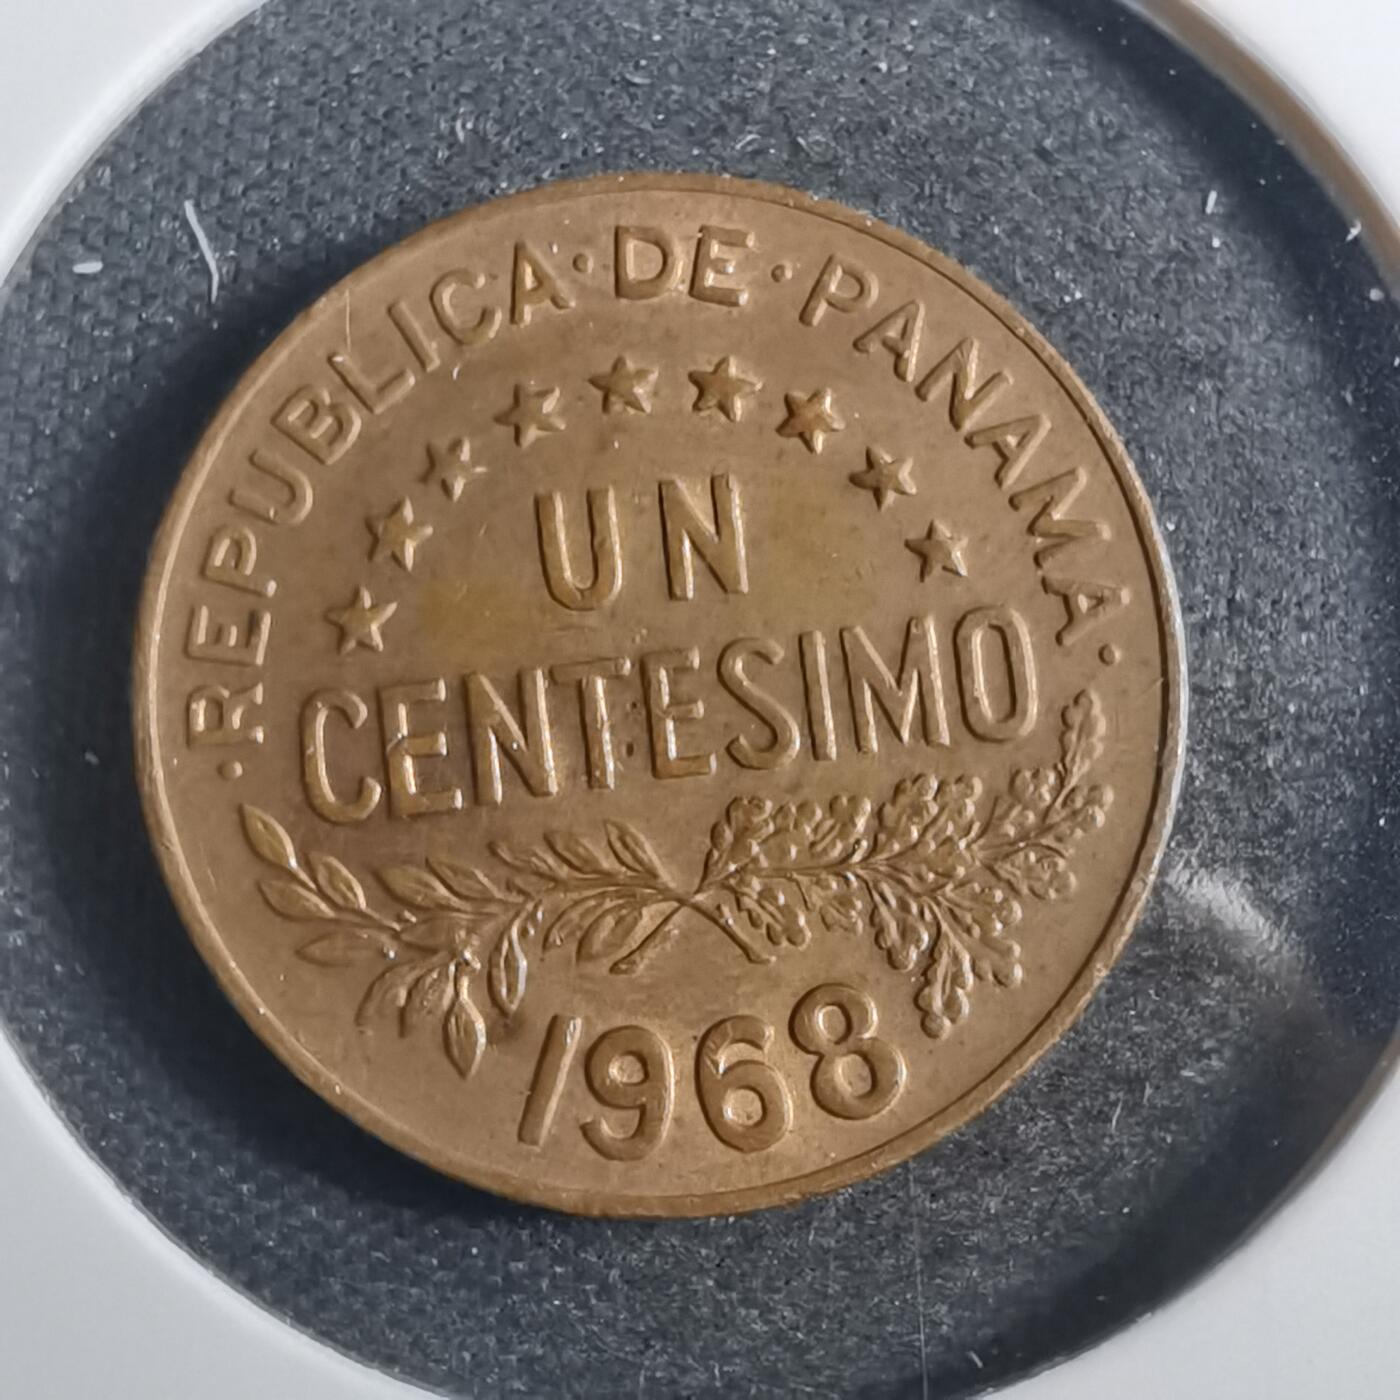 ·REPUBLICA·DE·PANAMA·
UN
CENTESIMO
1968